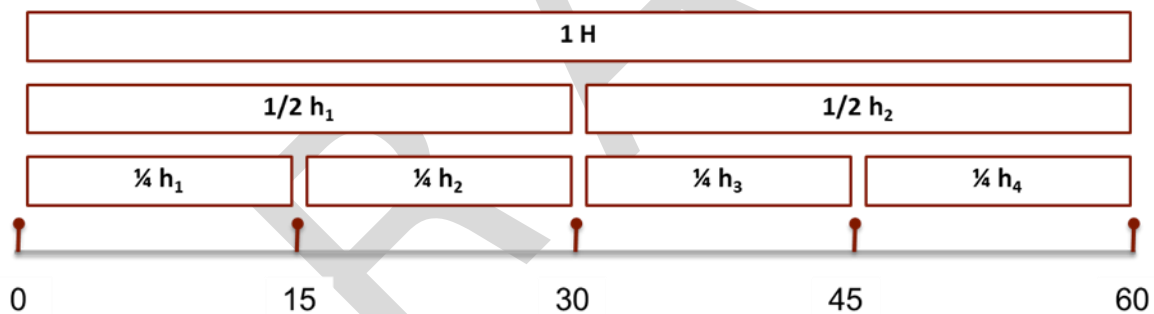 1 H
1/2 h₁ 1/2 h₂
¼ h₁ ¼ h₂ ¼ h₃ ¼ h₄
0 15 30 45 60